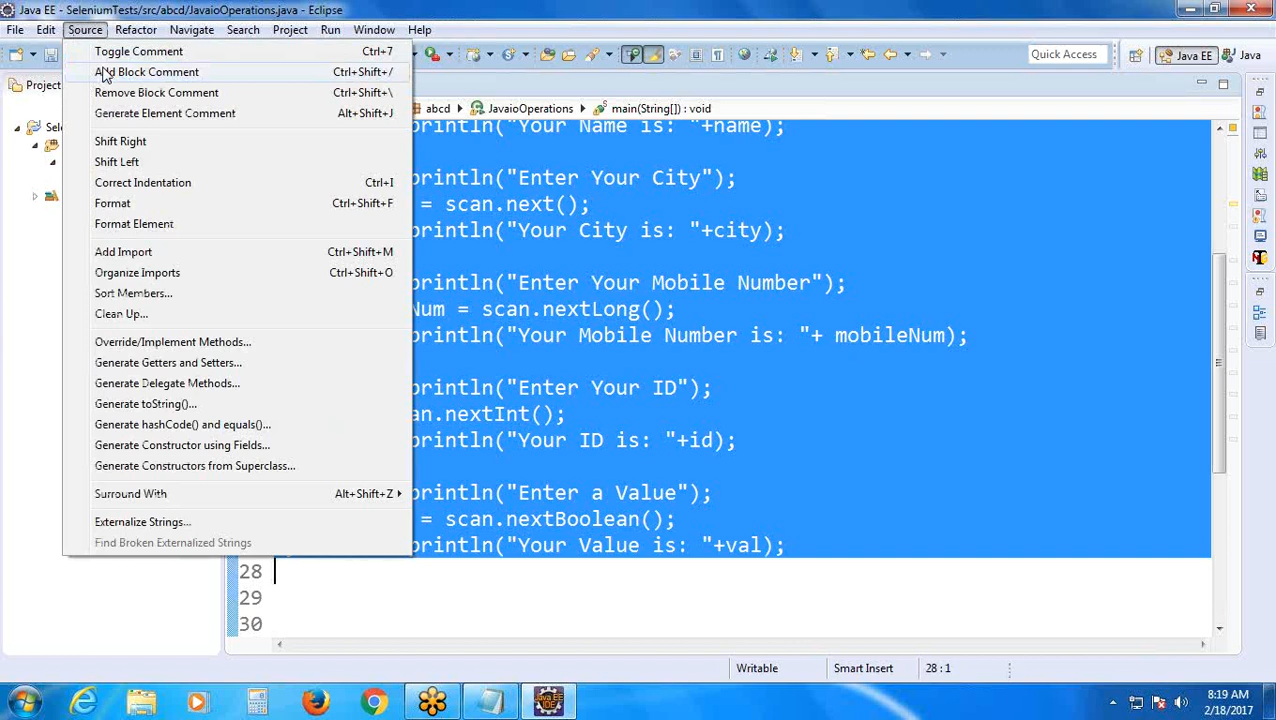 Java EE - SeleniumTests/src/abcd/JavaioOperations.java - Eclipse
File Edit Source Refactor Navigate Search Project Run Window Help
Quick Access Java EE Java
Project
abcd JavaioOperations main(String[]) : void
Sel
Toggle Comment Ctrl+7
Add Block Comment Ctrl+Shift+/
Remove Block Comment Ctrl+Shift+\
Generate Element Comment Alt+Shift+J
Shift Right
Shift Left
Correct Indentation Ctrl+I
Format Ctrl+Shift+F
Format Element
Add Import Ctrl+Shift+M
Organize Imports Ctrl+Shift+O
Sort Members...
Clean Up...
Override/Implement Methods...
Generate Getters and Setters...
Generate Delegate Methods...
Generate toString()...
Generate hashCode() and equals()...
Generate Constructor using Fields...
Generate Constructors from Superclass...
Surround With Alt+Shift+Z
Externalize Strings...
Find Broken Externalized Strings
println("Your Name is: "+name);
println("Enter Your City");
= scan.next();
println("Your City is: "+city);
println("Enter Your Mobile Number");
Num = scan.nextLong();
println("Your Mobile Number is: "+ mobileNum);
println("Enter Your ID");
an.nextInt();
println("Your ID is: "+id);
println("Enter a Value");
= scan.nextBoolean();
println("Your Value is: "+val);
28
29
30
Writable Smart Insert 28 : 1
8:19 AM
2/18/2017